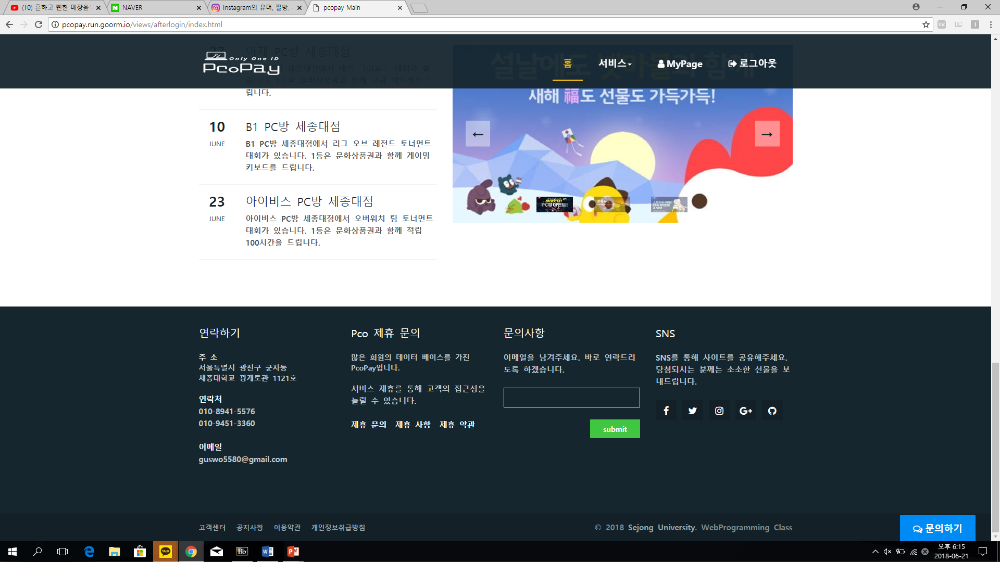 (10) 흔하고 뻔한 매장음
NAVER
Instagram의 유머, 짤방,
pcopay Main
pcopay.run.goorm.io/views/afterlogin/index.html
Only One ID
PcoPay
홈
서비스
MyPage
로그아웃
27
아재 PC방 세종대점
세종대점에서 배틀 그라운드 대회가 열
립니다. 1등은 문화상품권과 함께 고급 헤드셋을 드
립니다.
10
JUNE
B1 PC방 세종대점
B1 PC방 세종대점에서 리그 오브 레전드 토너먼트
대회가 있습니다. 1등은 문화상품권과 함께 게이밍
키보드를 드립니다.
23
JUNE
아이비스 PC방 세종대점
아이비스 PC방 세종대점에서 오버워치 팀 토너먼트
대회가 있습니다. 1등은 문화상품권과 함께 적립
100시간을 드립니다.
설날에도 넷마블과 함께
새해 福도 선물도 가득가득!
PC방이벤트!
연락하기
주 소
서울특별시 광진구 군자동
세종대학교 광개토관 1121호
연락처
010-8941-5576
010-9451-3360
이메일
guswo5580@gmail.com
Pco 제휴 문의
많은 회원의 데이터 베이스를 가진
PcoPay입니다.
서비스 제휴를 통해 고객의 접근성을
늘릴 수 있습니다.
제휴 문의 제휴 사항 제휴 약관
문의사항
이메일을 남겨주세요. 바로 연락드리
도록 하겠습니다.
submit
SNS
SNS를 통해 사이트를 공유해주세요.
당첨되시는 분께는 소소한 선물을 보
내드립니다.
고객센터 공지사항 이용약관 개인정보취급방침
© 2018 Sejong University. WebProgramming Class
문의하기
TALK
Bb
오후 6:15
2018-06-21